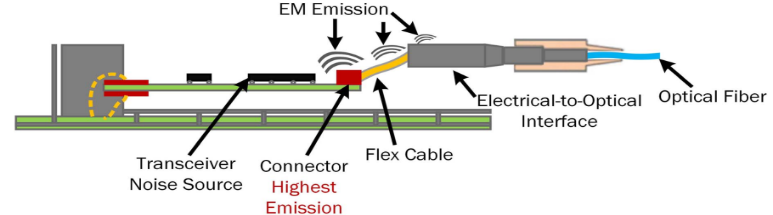 EM Emission
Electrical-to-Optical
Interface
Optical Fiber
Transceiver
Noise Source
Connector
Highest
Emission
Flex Cable